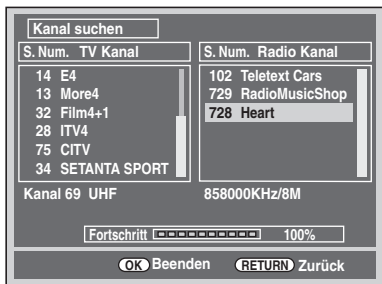 Kanal suchen
S. Num. TV Kanal
14 E4
13 More4
32 Film4+1
28 ITV4
75 CITV
34 SETANTA SPORT
S. Num. Radio Kanal
102 Teletext Cars
729 RadioMusicShop
728 Heart
Kanal 69 UHF 858000KHz/8M
Fortschritt 100%
OK Beenden RETURN Zurück